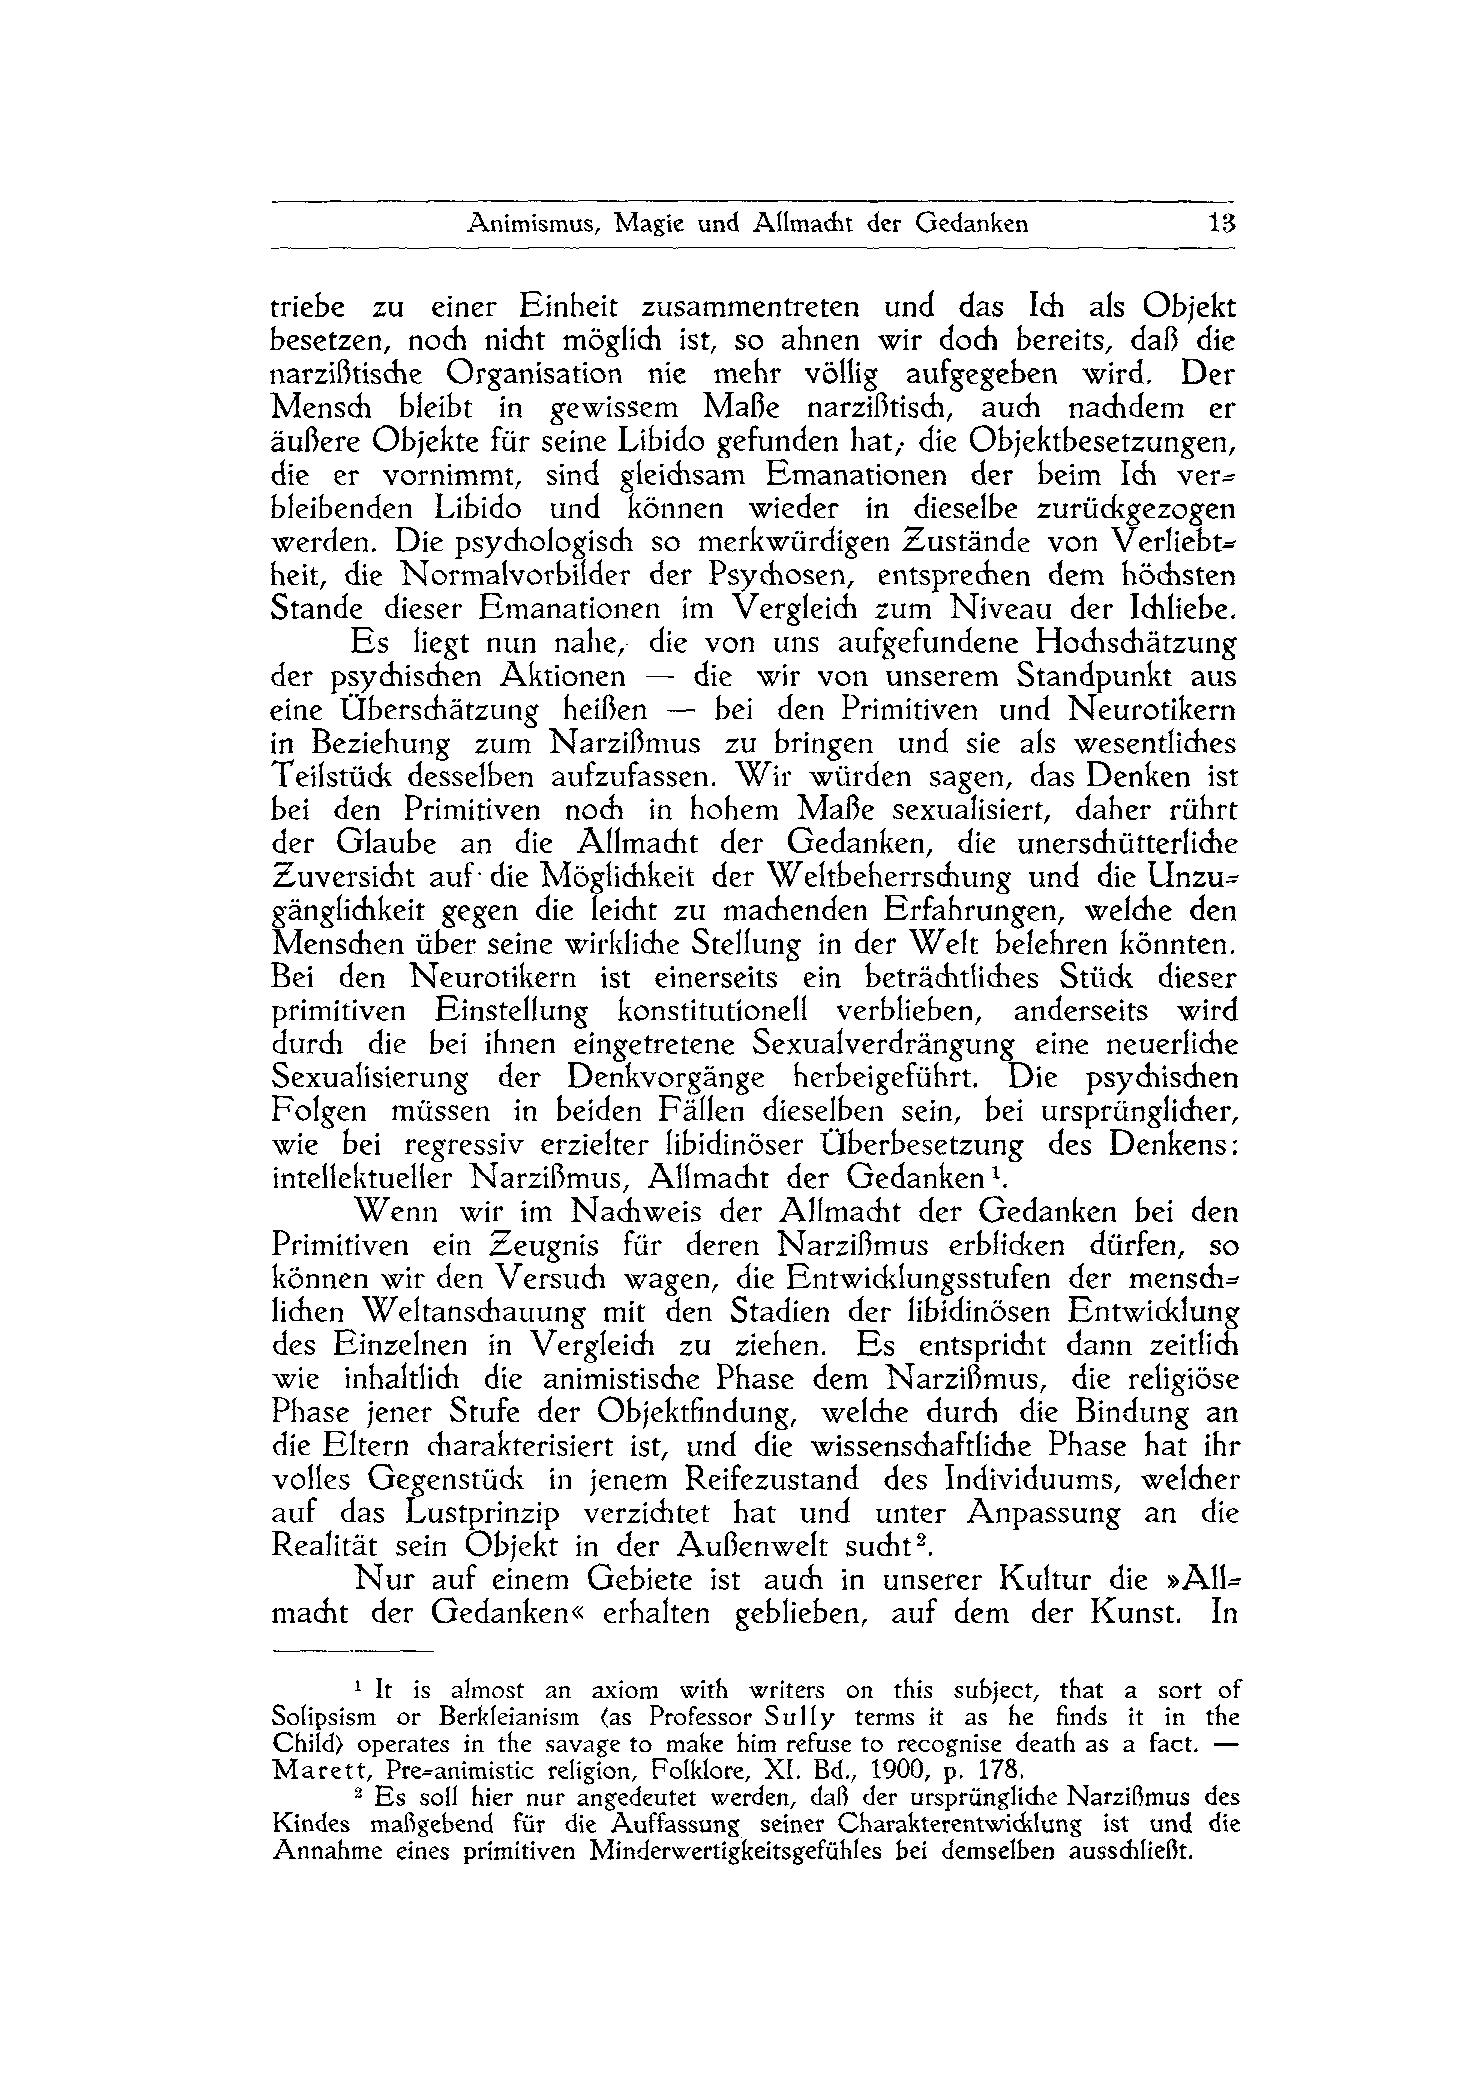 Animismus, Magie und Allmacht der Gedanken 13
triebe zu einer Einheit zusammentreten und das Ich als Objekt
besetzen, noch nicht möglich ist, so ahnen wir doch bereits, daß die
narzißtische Organisation nie mehr völlig aufgegeben wird. Der
Mensch bleibt in gewissem Maße narzißtisch, auch nachdem er
äußere Objekte für seine Libido gefunden hat; die Objektbesetzungen,
die er vornimmt, sind gleichsam Emanationen der beim Ich ver-
bleibenden Libido und können wieder in dieselbe zurückgezogen
werden. Die psychologisch so merkwürdigen Zustände von Verliebt-
heit, die Normalvorbilder der Psychosen, entsprechen dem höchsten
Stande dieser Emanationen im Vergleich zum Niveau der Ichliebe.
Es liegt nun nahe, die von uns aufgefundene Hochschätzung
der psychischen Aktionen — die wir von unserem Standpunkt aus
eine Überschätzung heißen — bei den Primitiven und Neurotikern
in Beziehung zum Narzißmus zu bringen und sie als wesentliches
Teilstück desselben aufzufassen. Wir würden sagen, das Denken ist
bei den Primitiven noch in hohem Maße sexualisiert, daher rührt
der Glaube an die Allmacht der Gedanken, die unerschütterliche
Zuversicht auf die Möglichkeit der Weltbeherrschung und die Unzu-
gänglichkeit gegen die leicht zu machenden Erfahrungen, welche den
Menschen über seine wirkliche Stellung in der Welt belehren könnten.
Bei den Neurotikern ist einerseits ein beträchtliches Stück dieser
primitiven Einstellung konstitutionell verblieben, anderseits wird
durch die bei ihnen eingetretene Sexualverdrängung eine neuerliche
Sexualisierung der Denkvorgänge herbeigeführt. Die psychischen
Folgen müssen in beiden Fällen dieselben sein, bei ursprünglicher,
wie bei regressiv erzielter libidinöser Überbesetzung des Denkens:
intellektueller Narzißmus, Allmacht der Gedanken¹.
Wenn wir im Nachweis der Allmacht der Gedanken bei den
Primitiven ein Zeugnis für deren Narzißmus erblicken dürfen, so
können wir den Versuch wagen, die Entwicklungsstufen der mensch-
lichen Weltanschauung mit den Stadien der libidinösen Entwicklung
des Einzelnen in Vergleich zu ziehen. Es entspricht dann zeitlich
wie inhaltlich die animistische Phase dem Narzißmus, die religiöse
Phase jener Stufe der Objektfindung, welche durch die Bindung an
die Eltern charakterisiert ist, und die wissenschaftliche Phase hat ihr
volles Gegenstück in jenem Reifezustand des Individuums, welcher
auf das Lustprinzip verzichtet hat und unter Anpassung an die
Realität sein Objekt in der Außenwelt sucht².
Nur auf einem Gebiete ist auch in unserer Kultur die »All-
macht der Gedanken« erhalten geblieben, auf dem der Kunst. In
¹ It is almost an axiom with writers on this subject, that a sort of
Solipsism or Berkleianism (as Professor Sully terms it as he finds it in the
Child) operates in the savage to make him refuse to recognise death as a fact. —
Marett, Pre-animistic religion, Folklore, XI. Bd., 1900, p. 178.
² Es soll hier nur angedeutet werden, daß der ursprüngliche Narzißmus des
Kindes maßgebend für die Auffassung seiner Charakterentwicklung ist und die
Annahme eines primitiven Minderwertigkeitsgefühles bei demselben ausschließt.